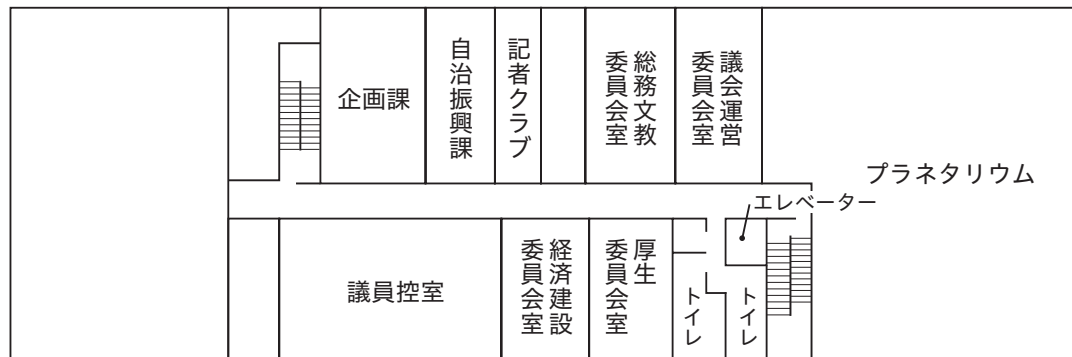 企画課
自治振興課
記者クラブ
総務文教
委員会室
議会運営
委員会室
プラネタリウム
エレベーター
議員控室
経済建設
委員会室
厚生
委員会室
トイレ
トイレ